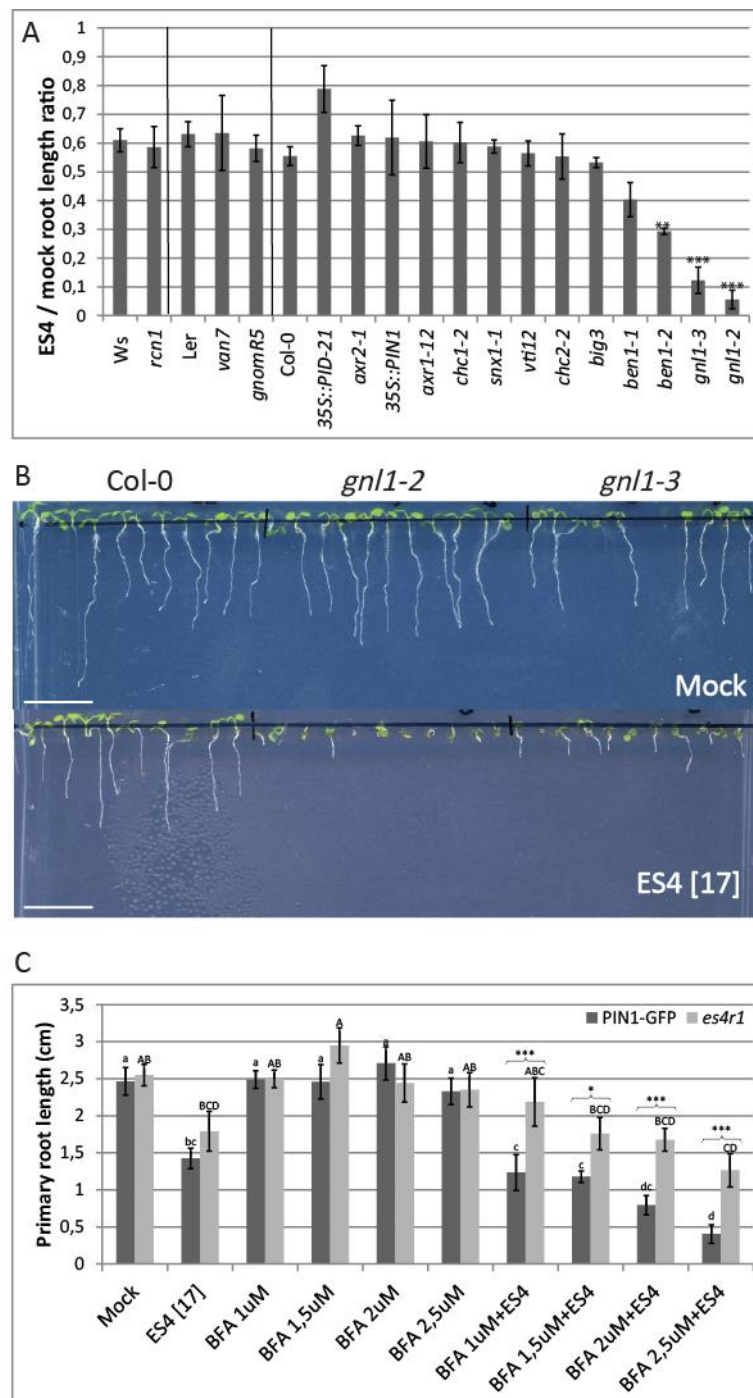 A
ES4 / mock root length ratio
1
0,9
0,8
0,7
0,6
0,5
0,4
0,3
0,2
0,1
0
**
***
***
Ws
rcn1
Ler
van7
gnomR5
Col-0
35S::PID-21
axr2-1
35S::PIN1
axr1-12
chc1-2
snx1-1
vti12
chc2-2
big3
ben1-1
ben1-2
gnl1-3
gnl1-2
B
Col-0 gnl1-2 gnl1-3
Mock
ES4 [17]
C
Primary root length (cm)
3,5
3
2,5
2
1,5
1
0,5
0
PIN1-GFP es4r1
a AB
bc BCD
a AB
a A
a AB
a AB
*** c ABC
* c BCD
*** dc BCD
*** d CD
Mock
ES4 [17]
BFA 1uM
BFA 1,5uM
BFA 2uM
BFA 2,5uM
BFA 1uM+ES4
BFA 1,5uM+ES4
BFA 2uM+ES4
BFA 2,5uM+ES4